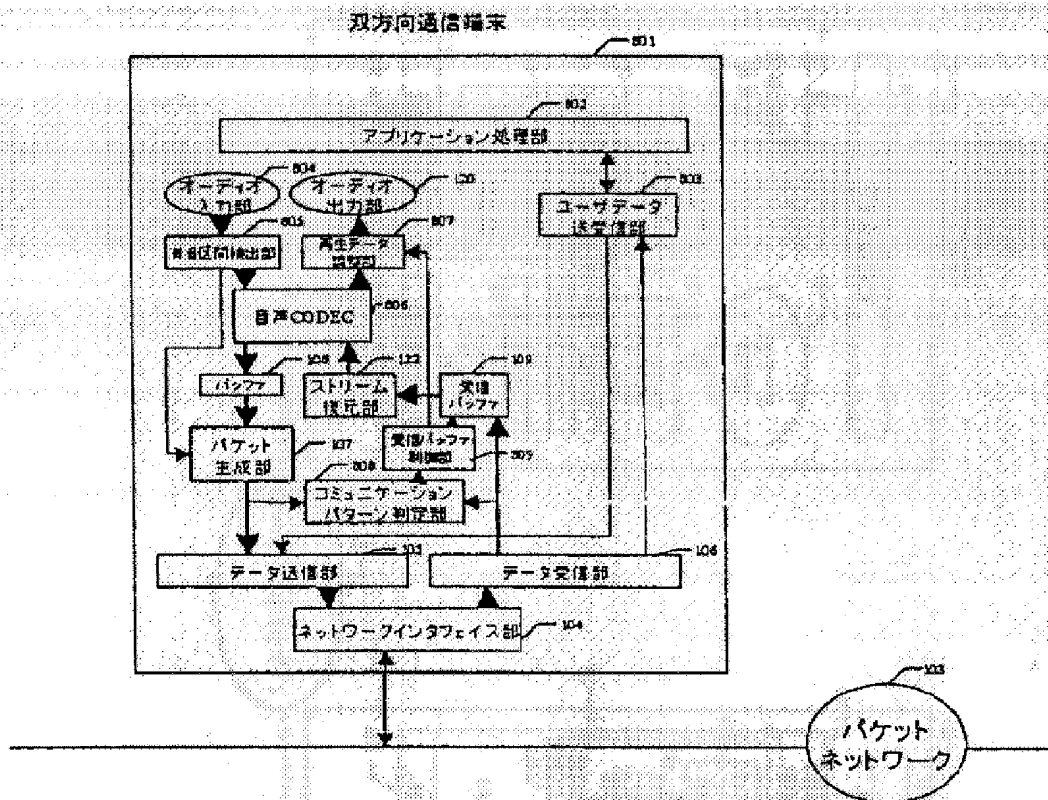 双方向通信端末
801
802
アプリケーション処理部
804
オーディオ
入力部
120
オーディオ
出力部
803
ユーザデータ
送受信部
805
有音区間検出部
807
再生データ
調整部
音声CODEC
806
108
バッファ
122
ストリーム
復元部
109
受信
バッファ
パケット
生成部
107
受信バッファ
制御部
809
808
コミュニケーション
パターン判定部
105
データ送信部
106
データ受信部
ネットワークインタフェイス部
104
103
パケット
ネットワーク